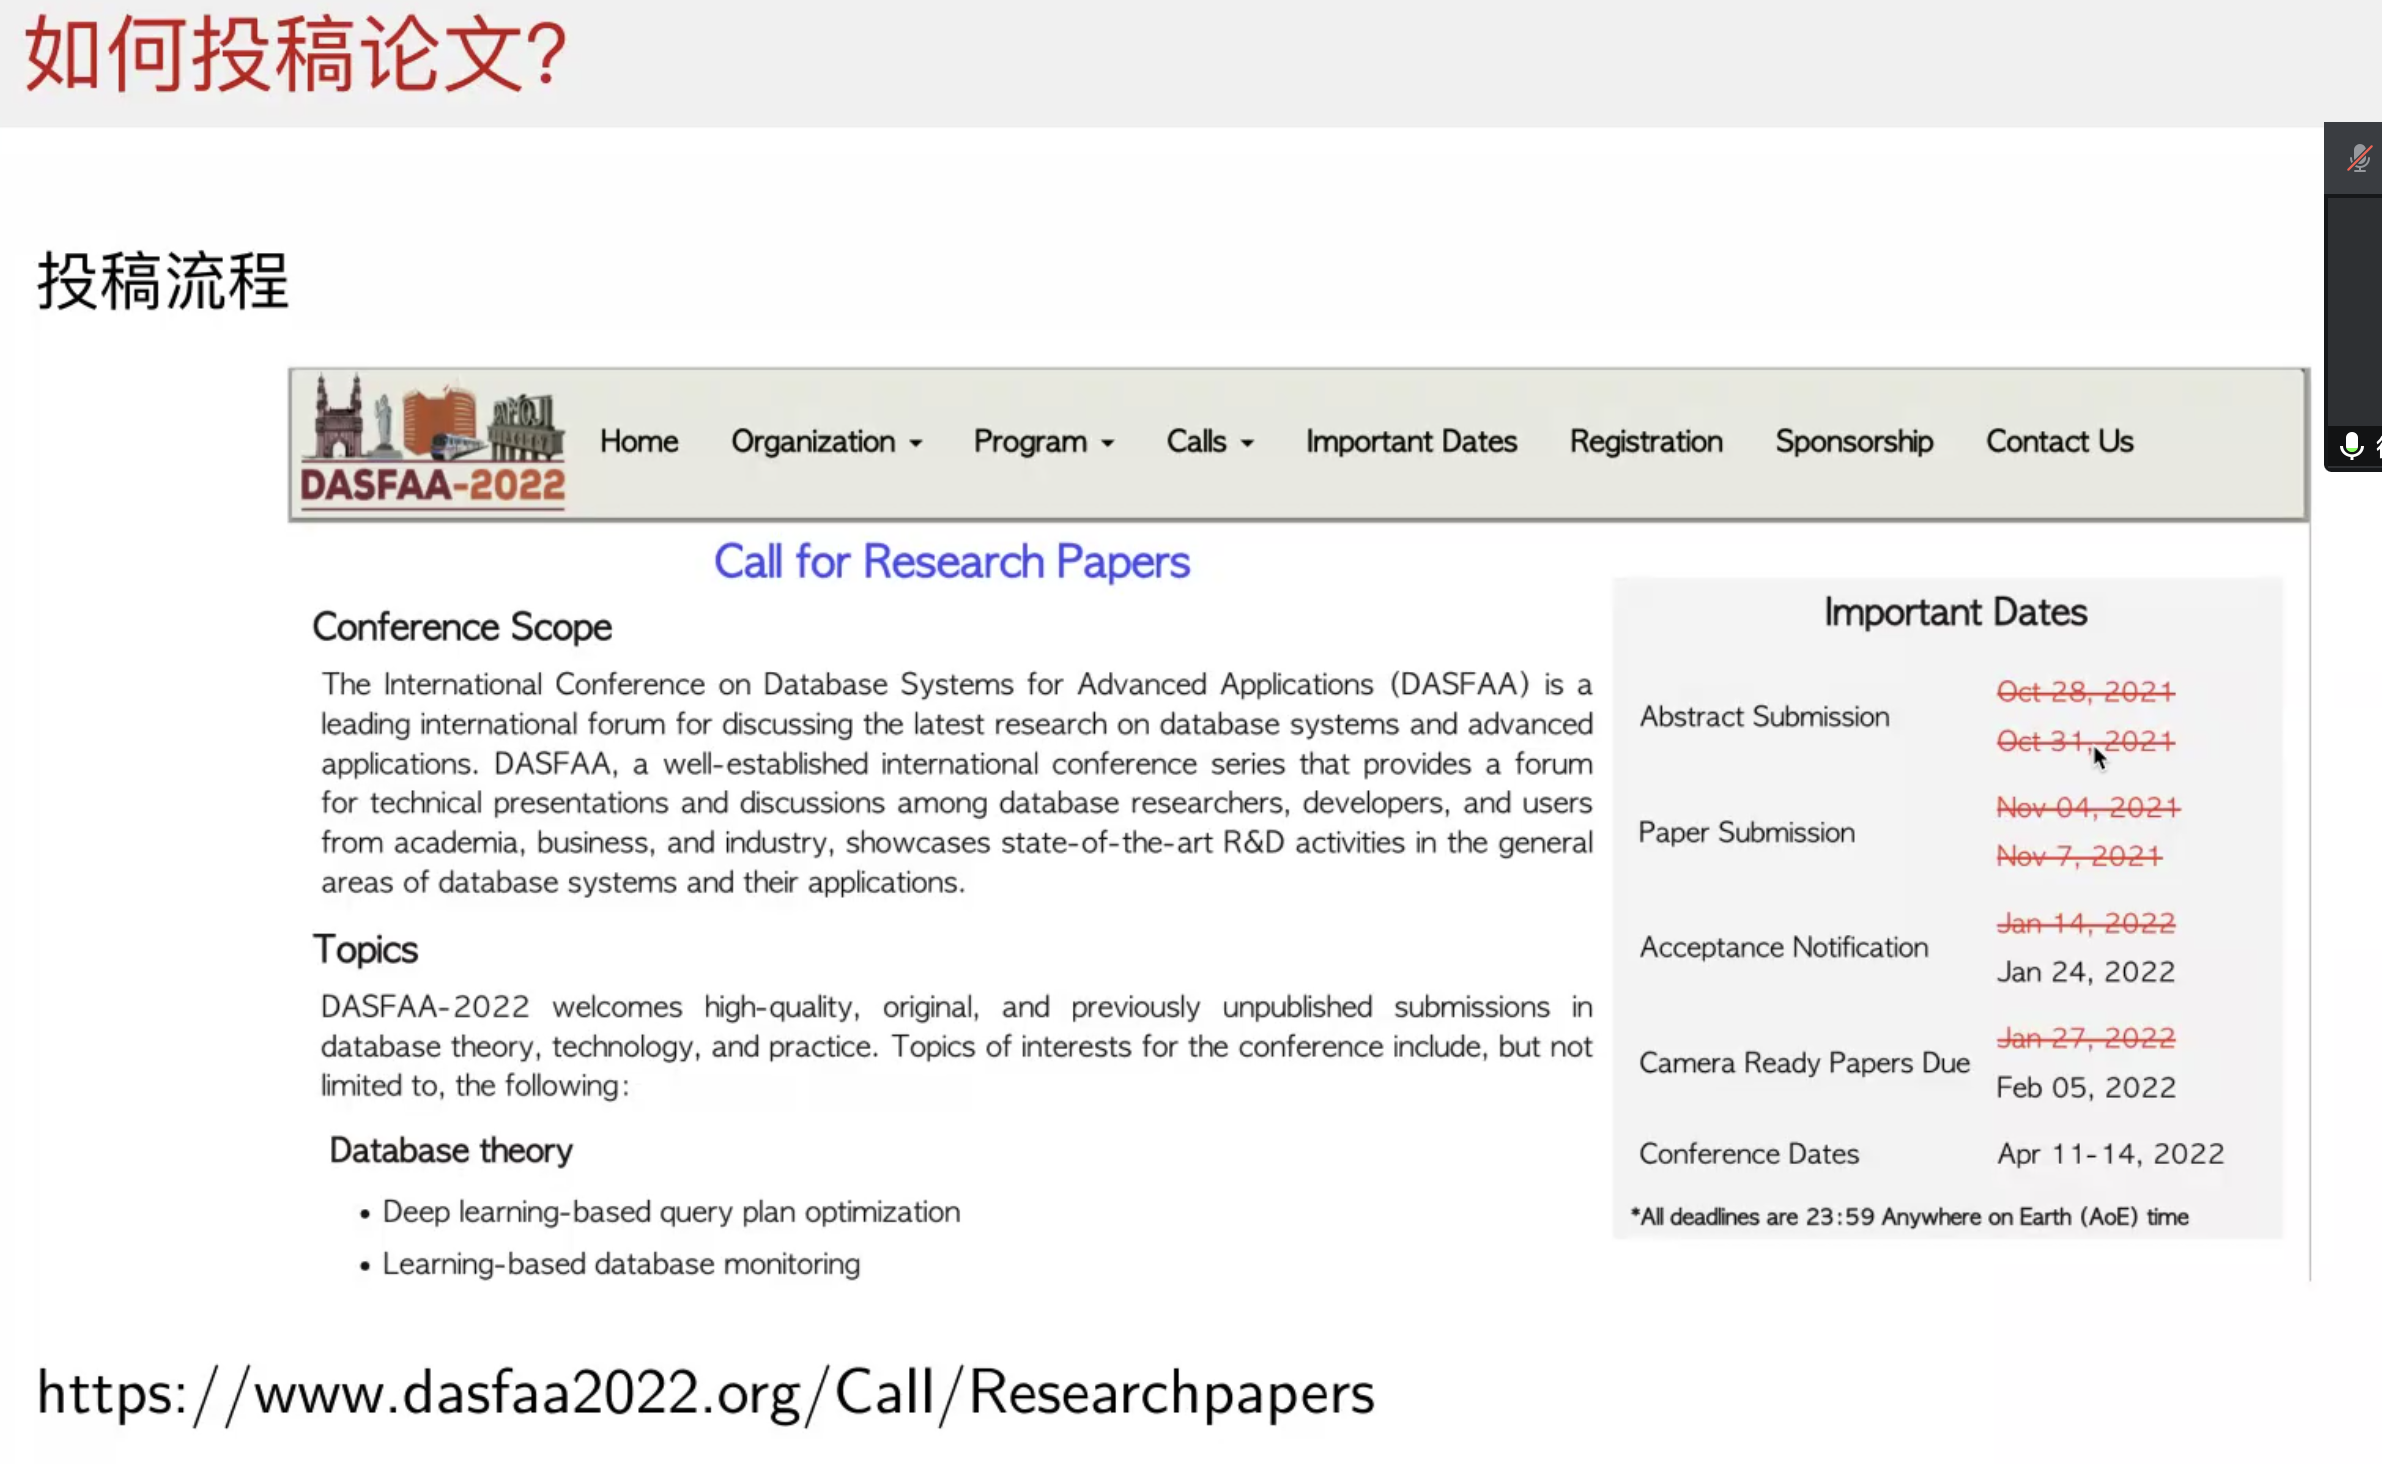 如何投稿论文?
投稿流程
DASFAA-2022
Home Organization Program Calls Important Dates Registration Sponsorship Contact Us
Call for Research Papers
Conference Scope
The International Conference on Database Systems for Advanced Applications (DASFAA) is a
leading international forum for discussing the latest research on database systems and advanced
applications. DASFAA, a well-established international conference series that provides a forum
for technical presentations and discussions among database researchers, developers, and users
from academia, business, and industry, showcases state-of-the-art R&D activities in the general
areas of database systems and their applications.
Topics
DASFAA-2022 welcomes high-quality, original, and previously unpublished submissions in
database theory, technology, and practice. Topics of interests for the conference include, but not
limited to, the following:
Database theory
• Deep learning-based query plan optimization
• Learning-based database monitoring
Important Dates
Abstract Submission
Oct 28, 2021
Oct 31, 2021
Paper Submission
Nov 04, 2021
Nov 7, 2021
Acceptance Notification
Jan 14, 2022
Jan 24, 2022
Camera Ready Papers Due
Jan 27, 2022
Feb 05, 2022
Conference Dates
Apr 11-14, 2022
*All deadlines are 23:59 Anywhere on Earth (AoE) time
https://www.dasfaa2022.org/Call/Researchpapers